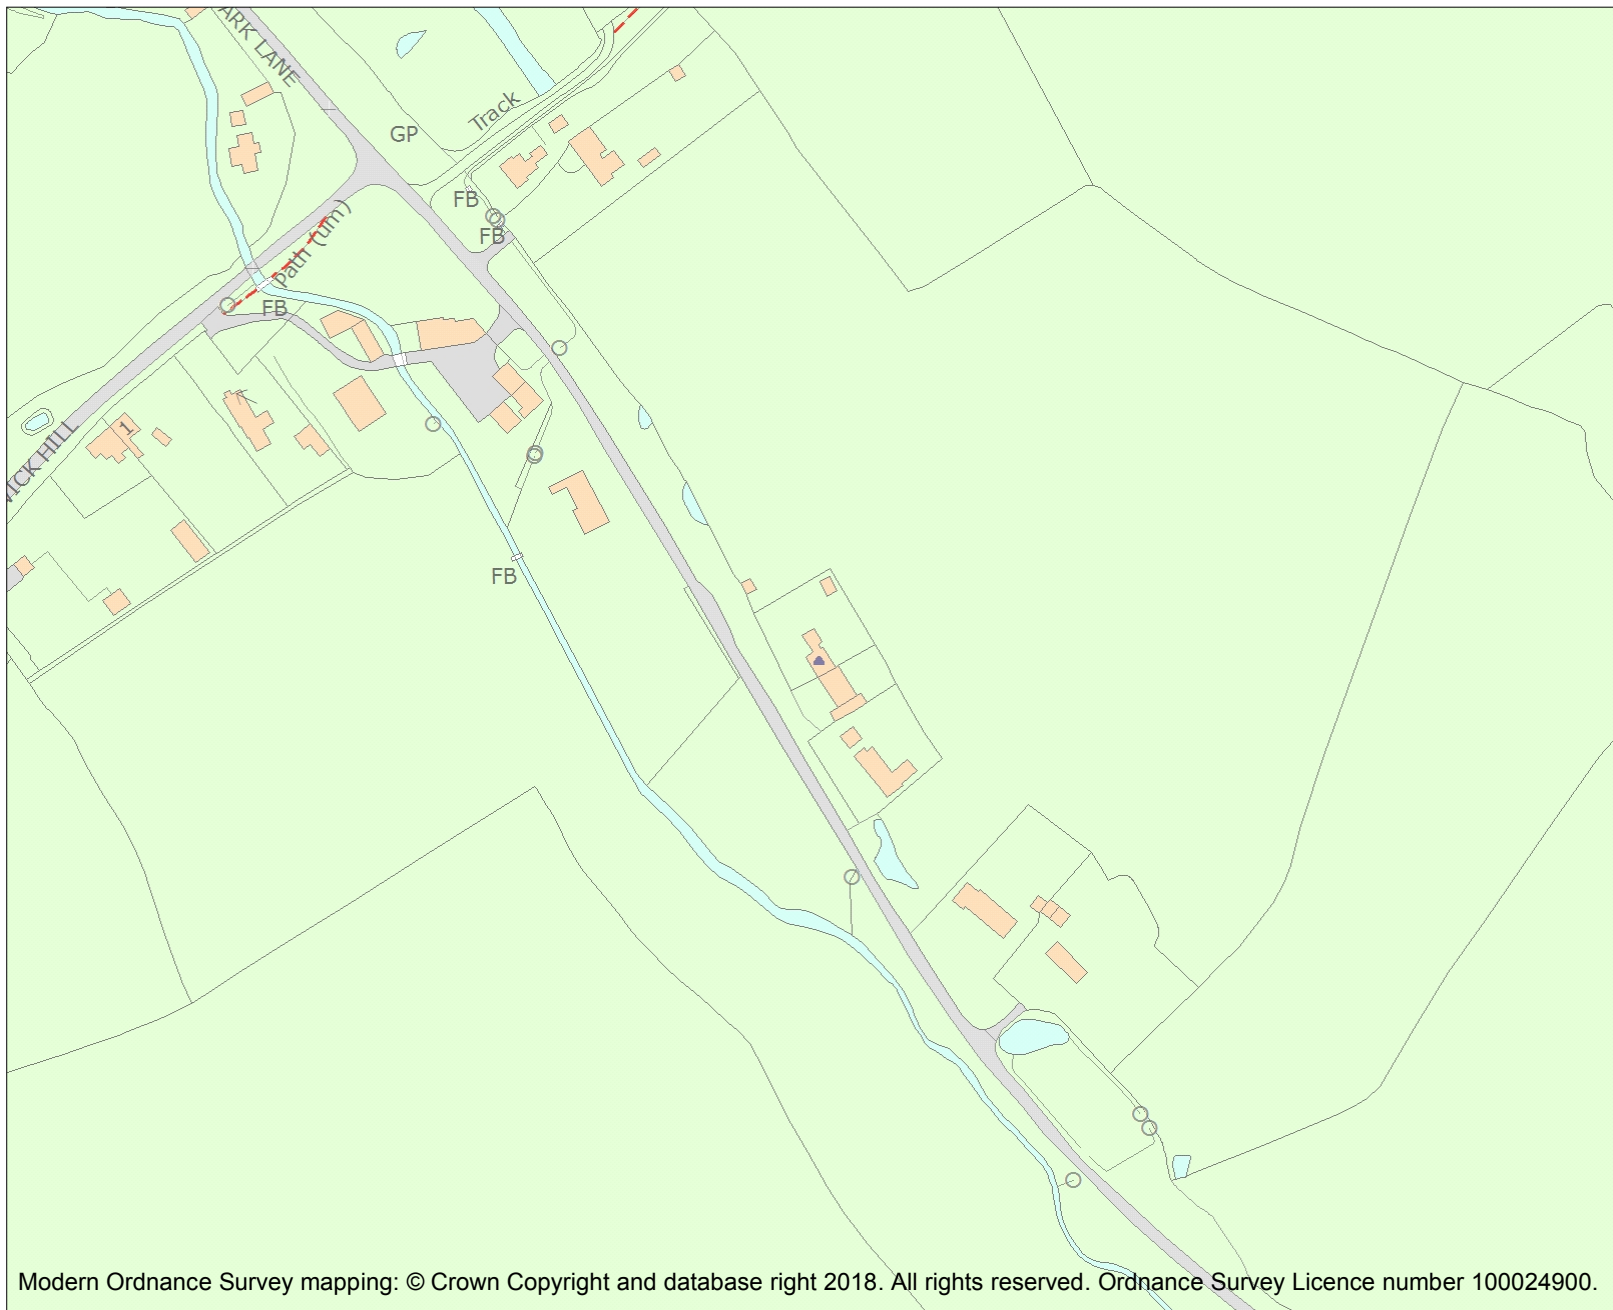 ARK LANE
Track
GP
FB
FB
Path (um)
FB
WICK HILL
1
FB
Modern Ordnance Survey mapping: © Crown Copyright and database right 2018. All rights reserved. Ordnance Survey Licence number 100024900.